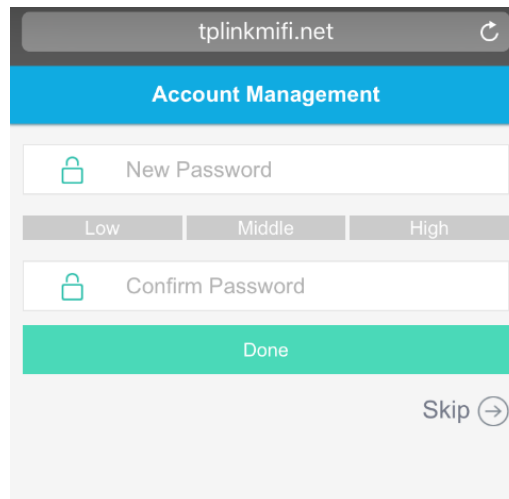 tplinkmifi.net
Account Management
New Password
Low Middle High
Confirm Password
Done
Skip